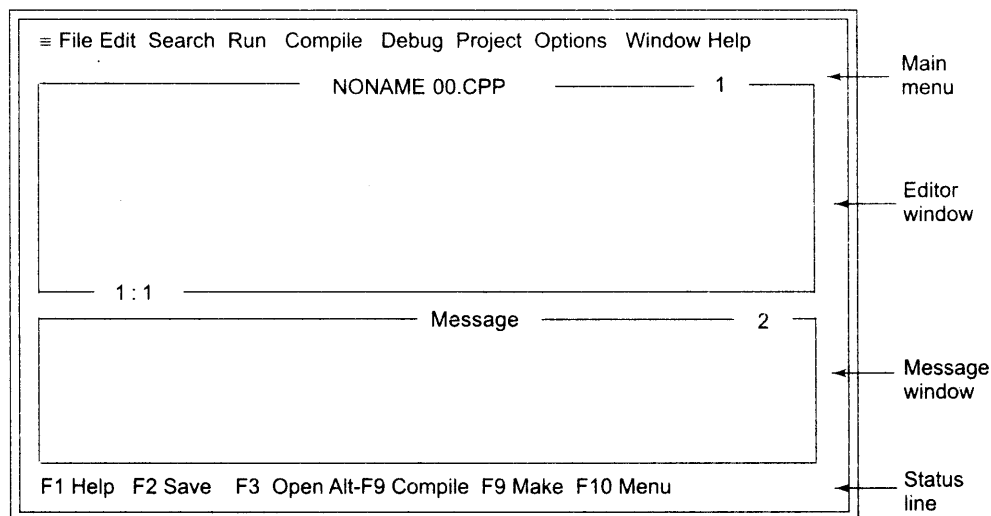 ≡ File Edit Search Run Compile Debug Project Options Window Help
Main
menu
NONAME 00.CPP 1
Editor
window
1 : 1
Message 2
Message
window
F1 Help F2 Save F3 Open Alt-F9 Compile F9 Make F10 Menu
Status
line